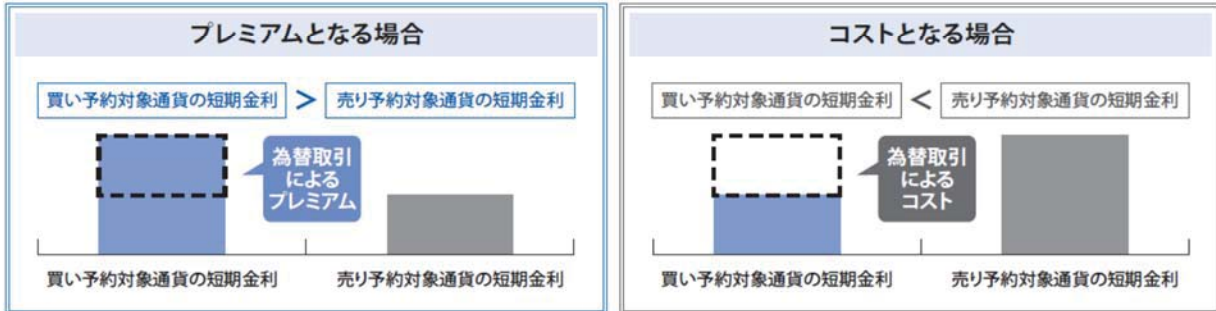 プレミアムとなる場合
買い予約対象通貨の短期金利 > 売り予約対象通貨の短期金利
為替取引
による
プレミアム
買い予約対象通貨の短期金利 売り予約対象通貨の短期金利
コストとなる場合
買い予約対象通貨の短期金利 < 売り予約対象通貨の短期金利
為替取引
による
コスト
買い予約対象通貨の短期金利 売り予約対象通貨の短期金利